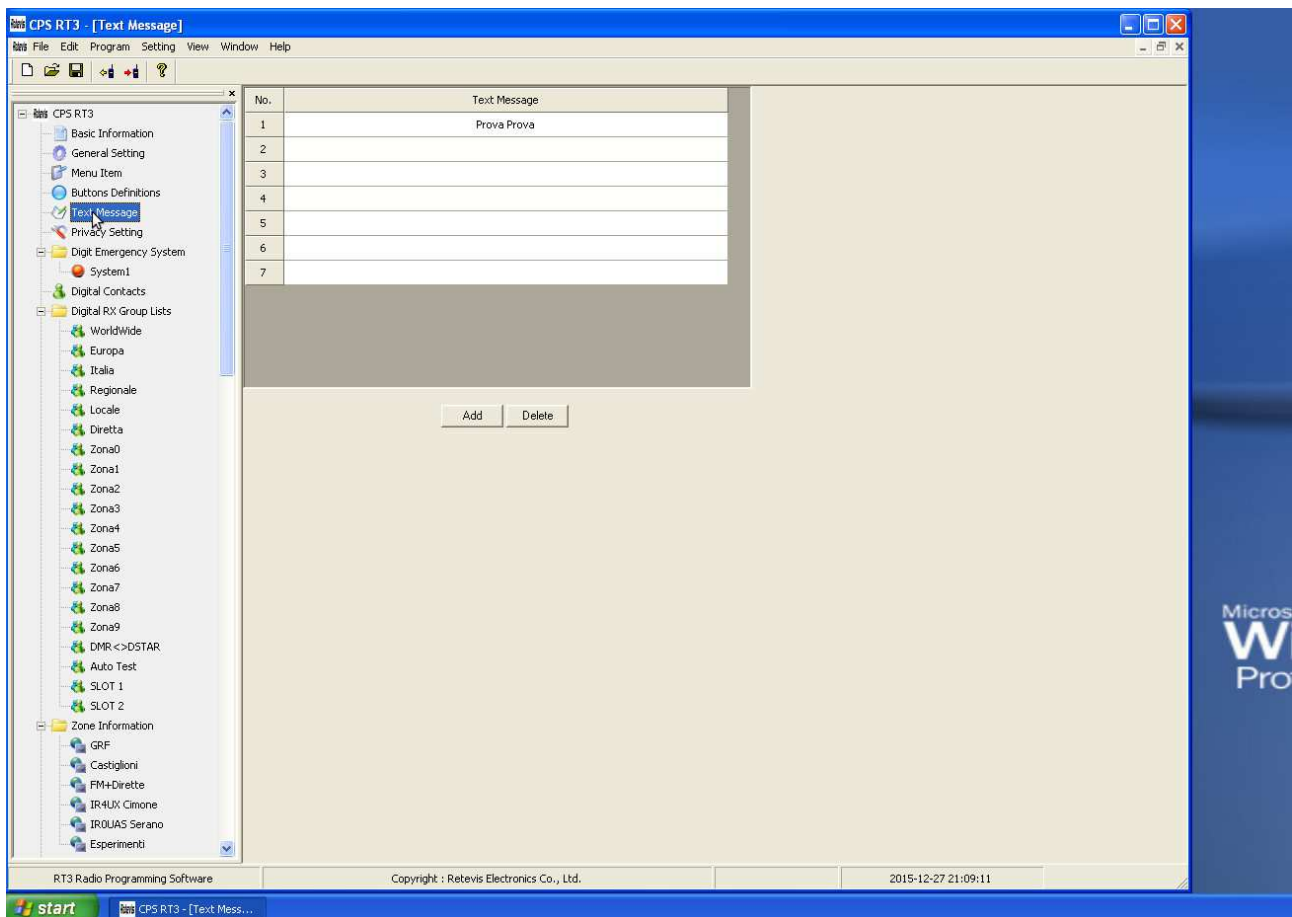 CPS RT3 - [Text Message]
File Edit Program Setting View Window Help
No. Text Message
1 Prova Prova
2
3
4
5
6
7
Add Delete
CPS RT3
Basic Information
General Setting
Menu Item
Buttons Definitions
Text Message
Privacy Setting
Digit Emergency System
System1
Digital Contacts
Digital RX Group Lists
WorldWide
Europa
Italia
Regionale
Locale
Diretta
Zona0
Zona1
Zona2
Zona3
Zona4
Zona5
Zona6
Zona7
Zona8
Zona9
DMR<>DSTAR
Auto Test
SLOT 1
SLOT 2
Zone Information
GRF
Castiglioni
FM+Dirette
IR4UX Cimone
IR0UAS Serano
Esperimenti
RT3 Radio Programming Software Copyright : Retevis Electronics Co., Ltd. 2015-12-27 21:09:11
start CPS RT3 - [Text Mess...
Micros
Wi
Pro